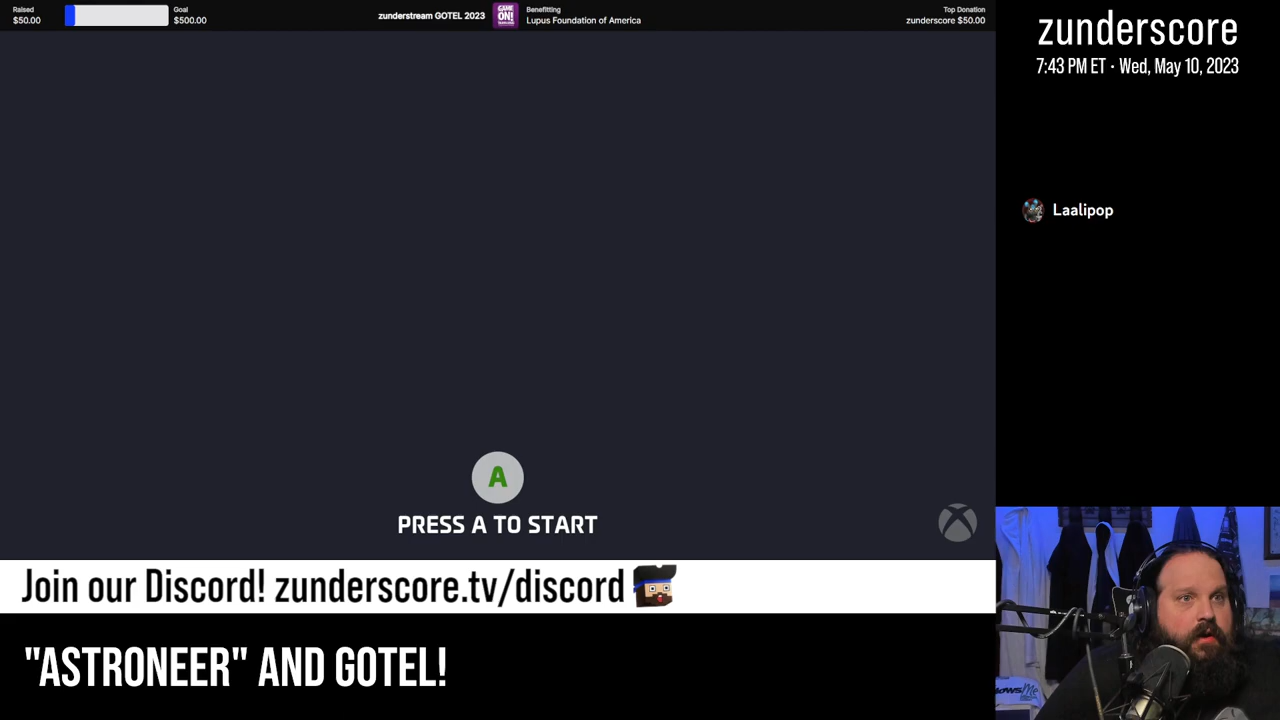 Raised
$50.00
Goal
$500.00
zunderstream GOTEL 2023
GAME ON!
Benefitting
Lupus Foundation of America
Top Donation
zunderscore $50.00
zunderscore
7:43 PM ET · Wed, May 10, 2023
Laalipop
A
PRESS A TO START
Join our Discord! zunderscore.tv/discord
"ASTRONEER" AND GOTEL!